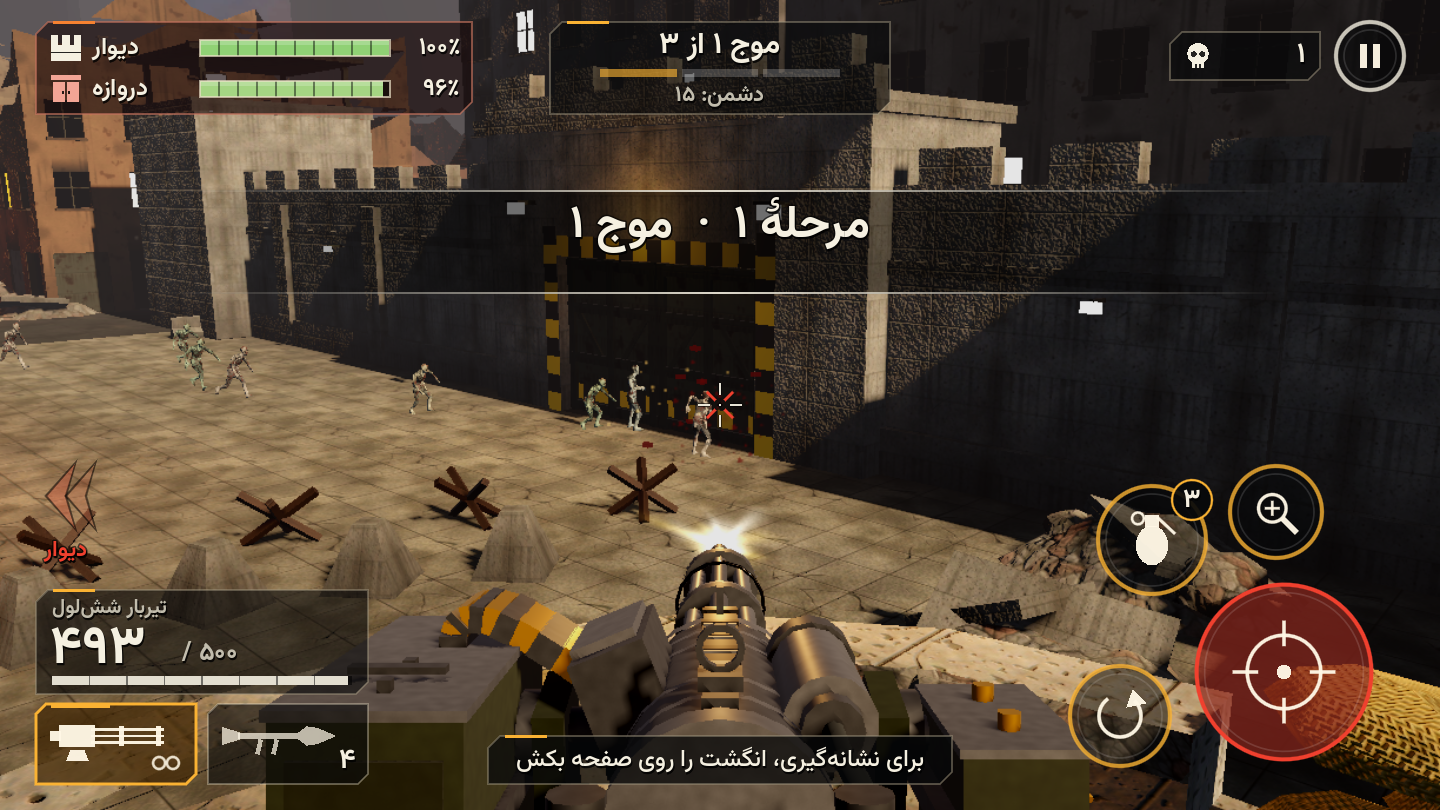 دیوار ۱۰۰٪
دروازه ۹۶٪
موج ۱ از ۳
دشمن: ۱۵
۱
مرحلهٔ ۱ · موج ۱
دیوار
۳
تیربار شش‌لول
۴۹۳ / ۵۰۰
∞
۴
برای نشانه‌گیری، انگشت را روی صفحه بکش